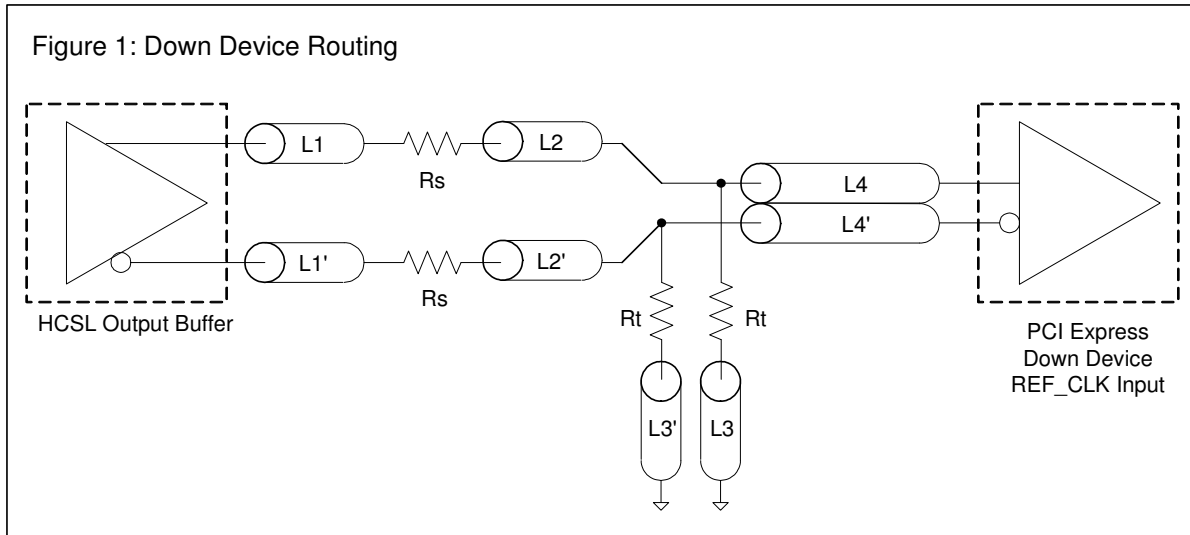 Figure 1: Down Device Routing
L1
Rs
L2
L4
L4'
L1'
Rs
L2'
HCSL Output Buffer
Rt
Rt
L3'
L3
PCI Express
Down Device
REF_CLK Input